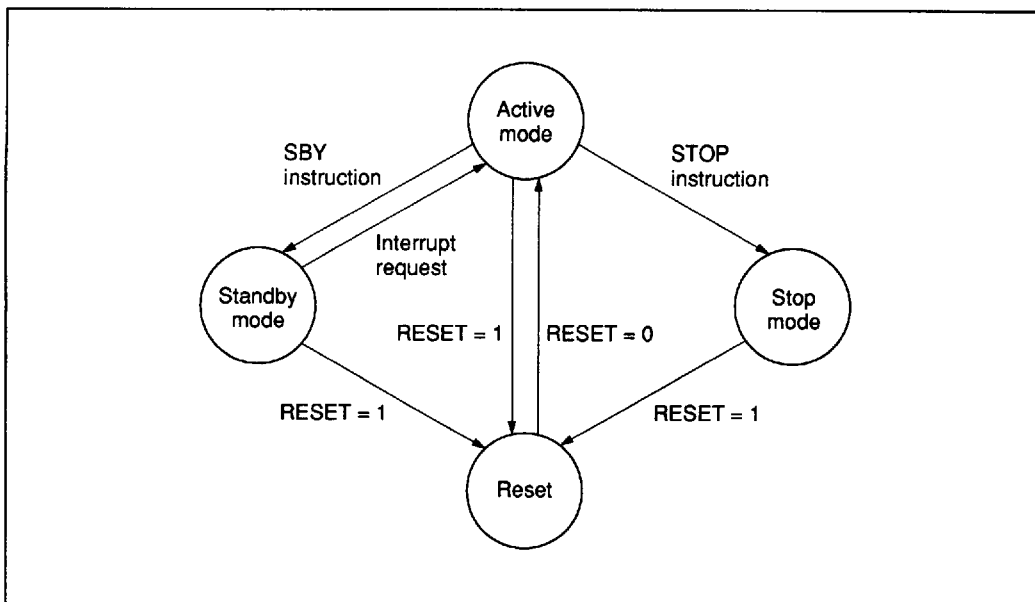 Active
mode
SBY
instruction
STOP
instruction
Interrupt
request
Standby
mode
Stop
mode
RESET = 1
RESET = 0
RESET = 1
RESET = 1
Reset